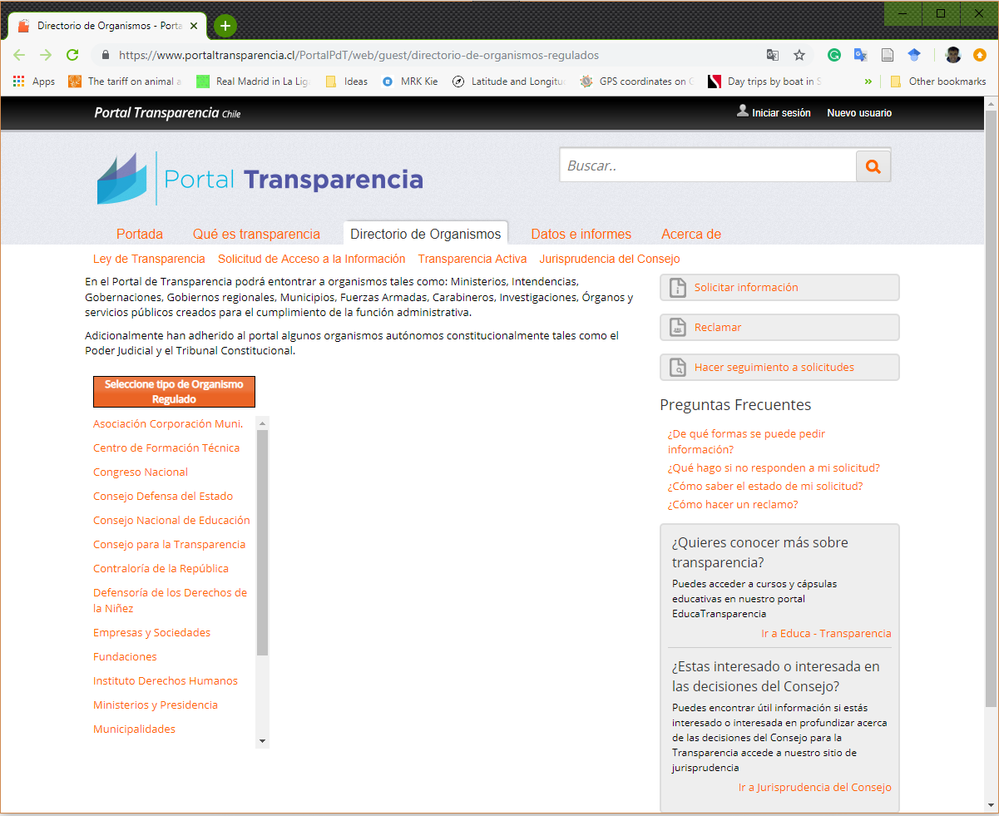 Directorio de Organismos - Porta
https://www.portaltransparencia.cl/PortalPdT/web/guest/directorio-de-organismos-regulados
Apps
The tariff on animal a
Real Madrid in La Lig
Ideas
MRK Kie
Latitude and Longitu
GPS coordinates on G
Day trips by boat in S
»
Other bookmarks
Portal Transparencia Chile
Iniciar sesión
Nuevo usuario
Portal Transparencia
Buscar..
Portada
Qué es transparencia
Directorio de Organismos
Datos e informes
Acerca de
Ley de Transparencia
Solicitud de Acceso a la Información
Transparencia Activa
Jurisprudencia del Consejo
En el Portal de Transparencia podrá entontrar a organismos tales como: Ministerios, Intendencias,
Gobernaciones, Gobiernos regionales, Municipios, Fuerzas Armadas, Carabineros, Investigaciones, Órganos y
servicios públicos creados para el cumplimiento de la función administrativa.
Adicionalmente han adherido al portal algunos organismos autónomos constitucionalmente tales como el
Poder Judicial y el Tribunal Constitucional.
Seleccione tipo de Organismo
Regulado
Asociación Corporación Muni.
Centro de Formación Técnica
Congreso Nacional
Consejo Defensa del Estado
Consejo Nacional de Educación
Consejo para la Transparencia
Contraloría de la República
Defensoría de los Derechos de
la Niñez
Empresas y Sociedades
Fundaciones
Instituto Derechos Humanos
Ministerios y Presidencia
Municipalidades
Solicitar información
Reclamar
Hacer seguimiento a solicitudes
Preguntas Frecuentes
¿De qué formas se puede pedir
información?
¿Qué hago si no responden a mi solicitud?
¿Cómo saber el estado de mi solicitud?
¿Cómo hacer un reclamo?
¿Quieres conocer más sobre
transparencia?
Puedes acceder a cursos y cápsulas
educativas en nuestro portal
EducaTransparencia
Ir a Educa - Transparencia
¿Estas interesado o interesada en
las decisiones del Consejo?
Puedes encontrar útil información si estás
interesado o interesada en profundizar acerca
de las decisiones del Consejo para la
Transparencia accede a nuestro sitio de
jurisprudencia
Ir a Jurisprudencia del Consejo